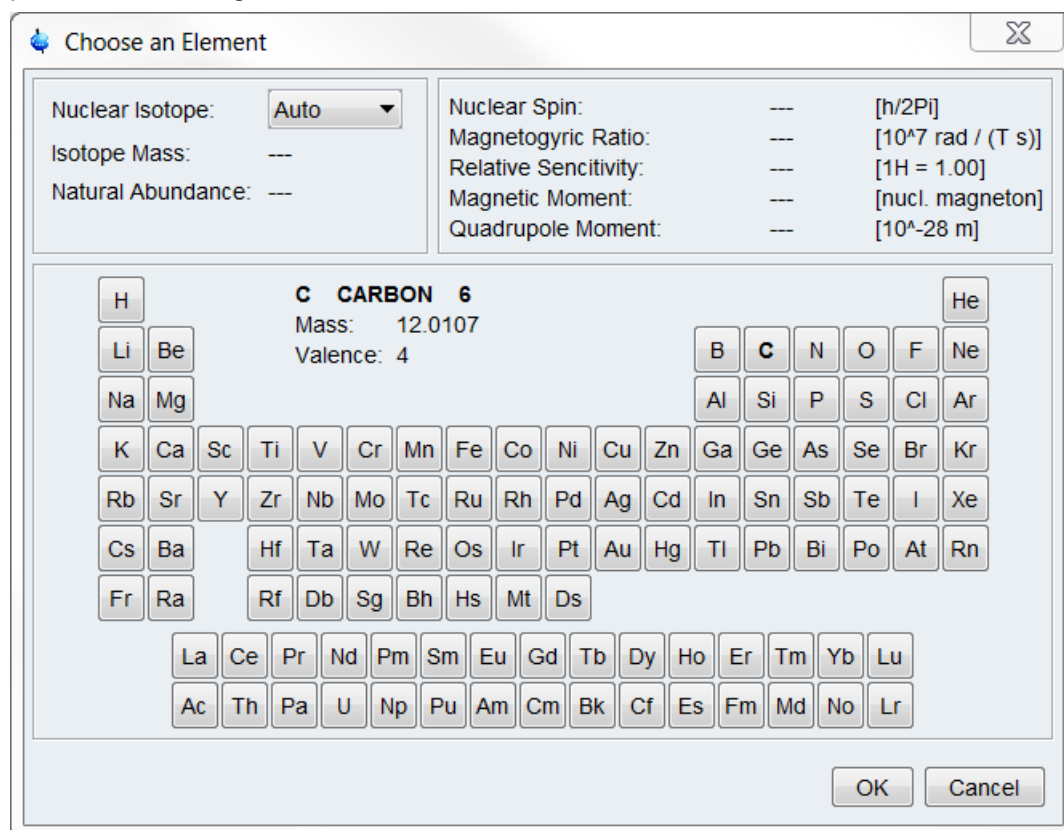 Choose an Element
Nuclear Isotope: Auto
Isotope Mass: ---
Natural Abundance: ---
Nuclear Spin: --- [h/2Pi]
Magnetogyric Ratio: --- [10^7 rad / (T s)]
Relative Sencitivity: --- [1H = 1.00]
Magnetic Moment: --- [nucl. magneton]
Quadrupole Moment: --- [10^-28 m]
C CARBON 6
Mass: 12.0107
Valence: 4
H He
Li Be B C N O F Ne
Na Mg Al Si P S Cl Ar
K Ca Sc Ti V Cr Mn Fe Co Ni Cu Zn Ga Ge As Se Br Kr
Rb Sr Y Zr Nb Mo Tc Ru Rh Pd Ag Cd In Sn Sb Te I Xe
Cs Ba Hf Ta W Re Os Ir Pt Au Hg Tl Pb Bi Po At Rn
Fr Ra Rf Db Sg Bh Hs Mt Ds
La Ce Pr Nd Pm Sm Eu Gd Tb Dy Ho Er Tm Yb Lu
Ac Th Pa U Np Pu Am Cm Bk Cf Es Fm Md No Lr
OK Cancel